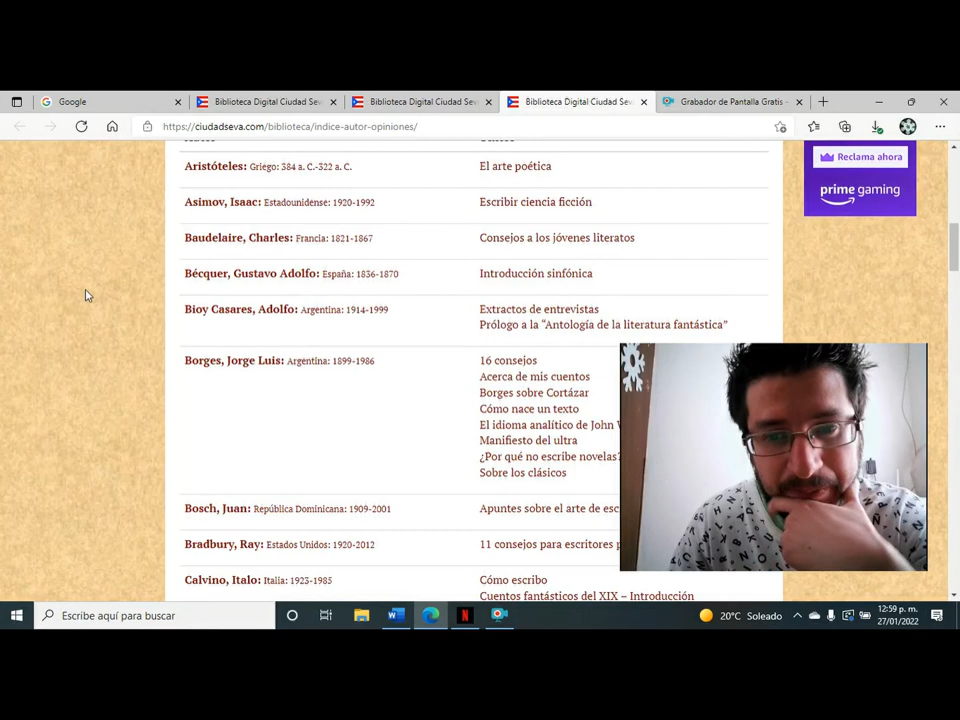 Google
Biblioteca Digital Ciudad Sev
Biblioteca Digital Ciudad Sev
Biblioteca Digital Ciudad Sev
Grabador de Pantalla Gratis –
https://ciudadseva.com/biblioteca/indice-autor-opiniones/
Reclama ahora
prime gaming
Aristóteles: Griego: 384 a. C.-322 a. C.
El arte poética
Asimov, Isaac: Estadounidense: 1920-1992
Escribir ciencia ficción
Baudelaire, Charles: Francia: 1821-1867
Consejos a los jóvenes literatos
Bécquer, Gustavo Adolfo: España: 1836-1870
Introducción sinfónica
Bioy Casares, Adolfo: Argentina: 1914-1999
Extractos de entrevistas
Prólogo a la “Antología de la literatura fantástica”
Borges, Jorge Luis: Argentina: 1899-1986
16 consejos
Acerca de mis cuentos
Borges sobre Cortázar
Cómo nace un texto
El idioma analítico de John
Manifiesto del ultra
¿Por qué no escribe novelas?
Sobre los clásicos
Bosch, Juan: República Dominicana: 1909-2001
Apuntes sobre el arte de esc
Bradbury, Ray: Estados Unidos: 1920-2012
11 consejos para escritores p
Calvino, Italo: Italia: 1923-1985
Cómo escribo
Cuentos fantásticos del XIX – Introducción
Escribe aquí para buscar
20°C Soleado
12:59 p. m.
27/01/2022